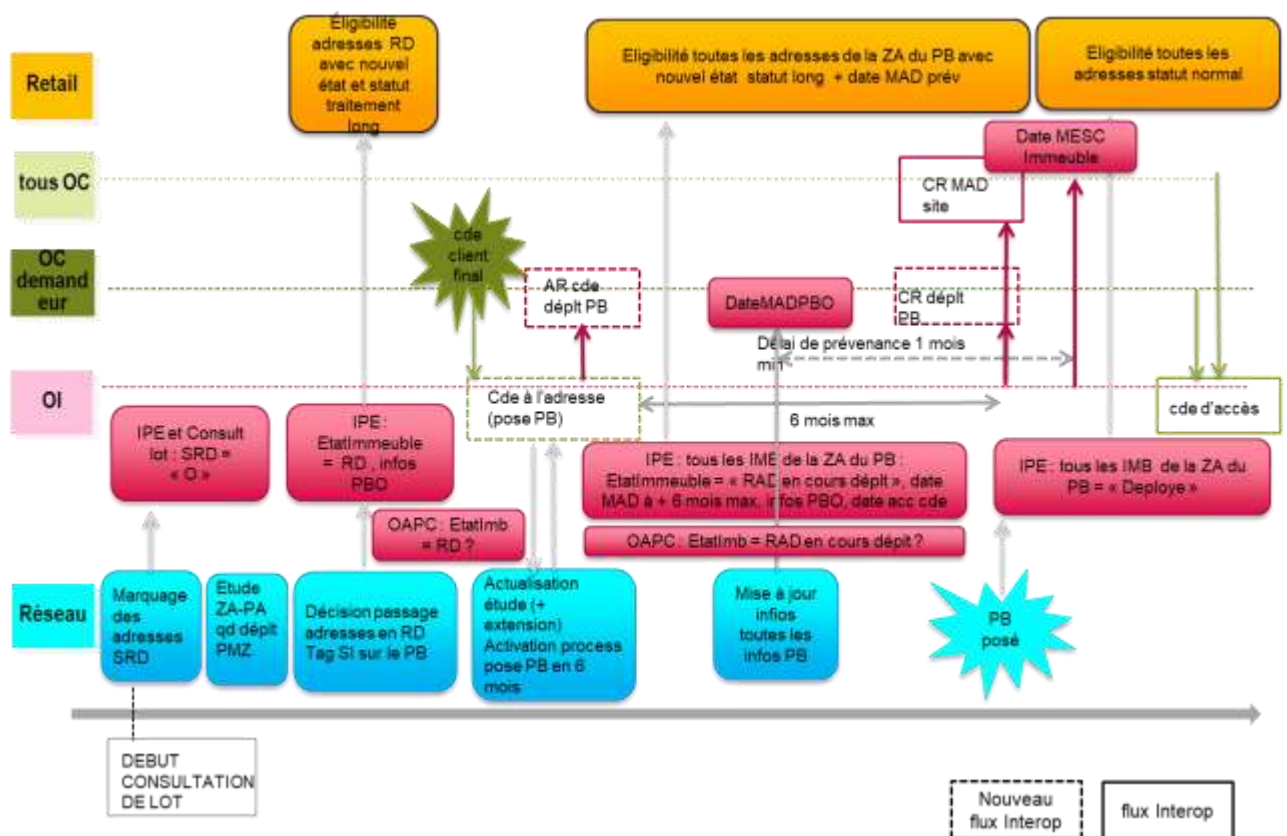 Éligibilité
adresses RD
avec nouvel
état et statut
traitement
long
Eligibilité toutes les adresses de la ZA du PB avec
nouvel état statut long + date MAD prév
Eligibilité toutes les
adresses statut normal
Retail
Date MESC
Immeuble
tous OC
CR MAD
site
cde
client
final
OC
demand
eur
AR cde
déplt PB
DateMADPBO
CR déplt
PB
Délai de prévenance 1 mois
min
OI
Cde à l'adresse
(pose PB)
6 mois max
cde d'accès
IPE et Consult
lot : SRD =
« O »
IPE :
EtatImmeuble
= RD , infos
PBO
IPE : tous les IMB de la ZA du PB :
EtatImmeuble = « RAD en cours déplt », date
MAD à + 6 mois max, infos PBO, date acc cde
IPE : tous les IMB de la ZA du
PB = « Deploye »
OAPC : EtatImb
= RD ?
OAPC : EtatImb = RAD en cours déplt ?
Réseau
Marquage
des
adresses
SRD
Etude
ZA-PA
qd déplt
PMZ
Décision passage
adresses en RD
Tag SI sur le PB
Actualisation
étude (+
extension)
Activation process
pose PB en 6
mois
Mise à jour
infos
toutes les
infos PB
PB
posé
DEBUT
CONSULTATION
DE LOT
Nouveau
flux Interop
flux Interop